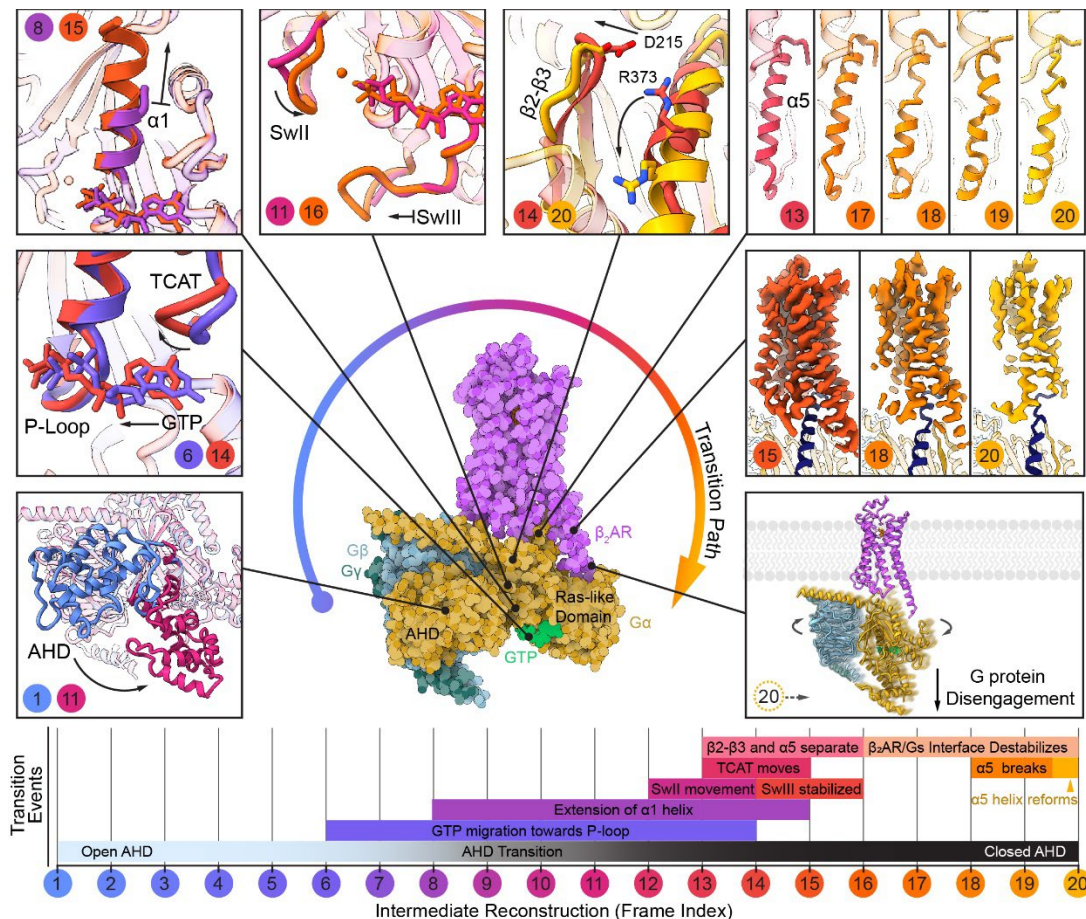 8 15
α1
SwII
SwIII
11 16
β2-β3
D215
R373
14 20
α5
13 17 18 19 20
TCAT
P-Loop
GTP
6 14
15 18 20
AHD
1 11
Transition Path
β₂AR
Gβ
Gγ
AHD
Ras-like
Domain
Gα
GTP
20
G protein
Disengagement
Transition
Events
β2-β3 and α5 separate
β₂AR/Gs Interface Destabilizes
TCAT moves
α5 breaks
SwII movement
SwIII stabilized
α5 helix reforms
Extension of α1 helix
GTP migration towards P-loop
Open AHD
AHD Transition
Closed AHD
1 2 3 4 5 6 7 8 9 10 11 12 13 14 15 16 17 18 19 20
Intermediate Reconstruction (Frame Index)